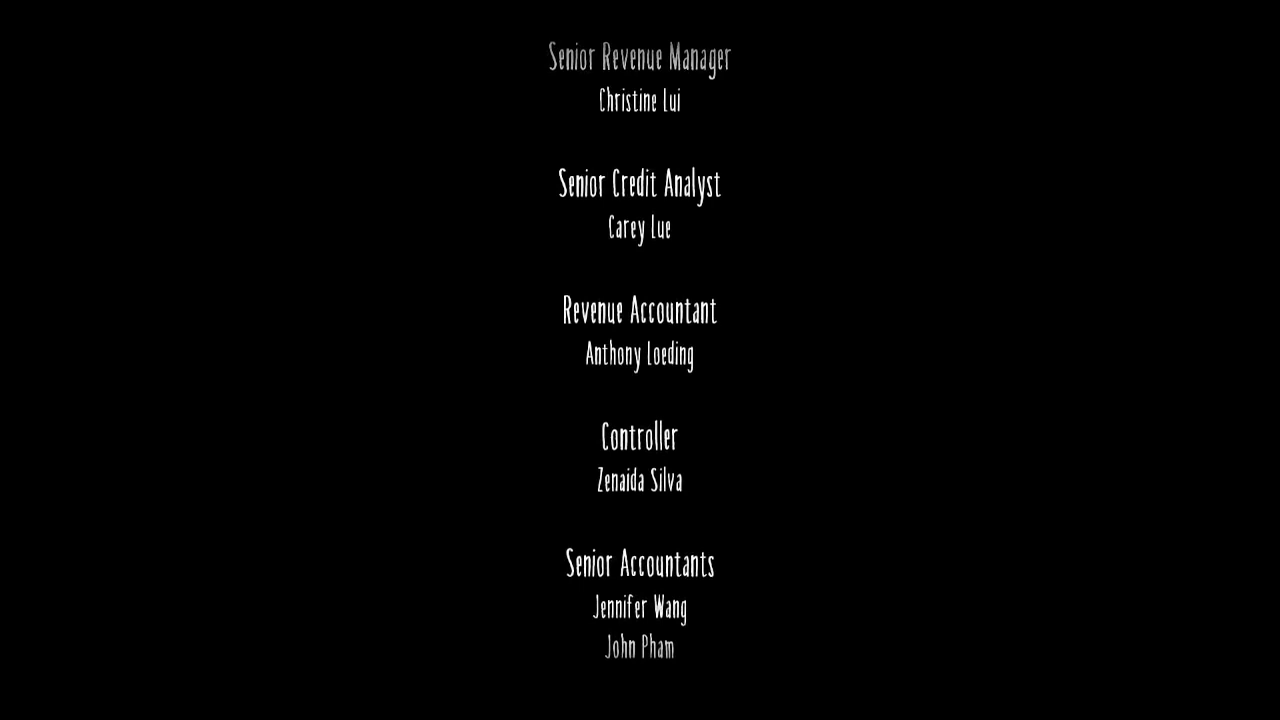 Senior Revenue Manager
Christine Lui
Senior Credit Analyst
Carey Lue
Revenue Accountant
Anthony Loeding
Controller
Zenaida Silva
Senior Accountants
Jennifer Wang
John Pham